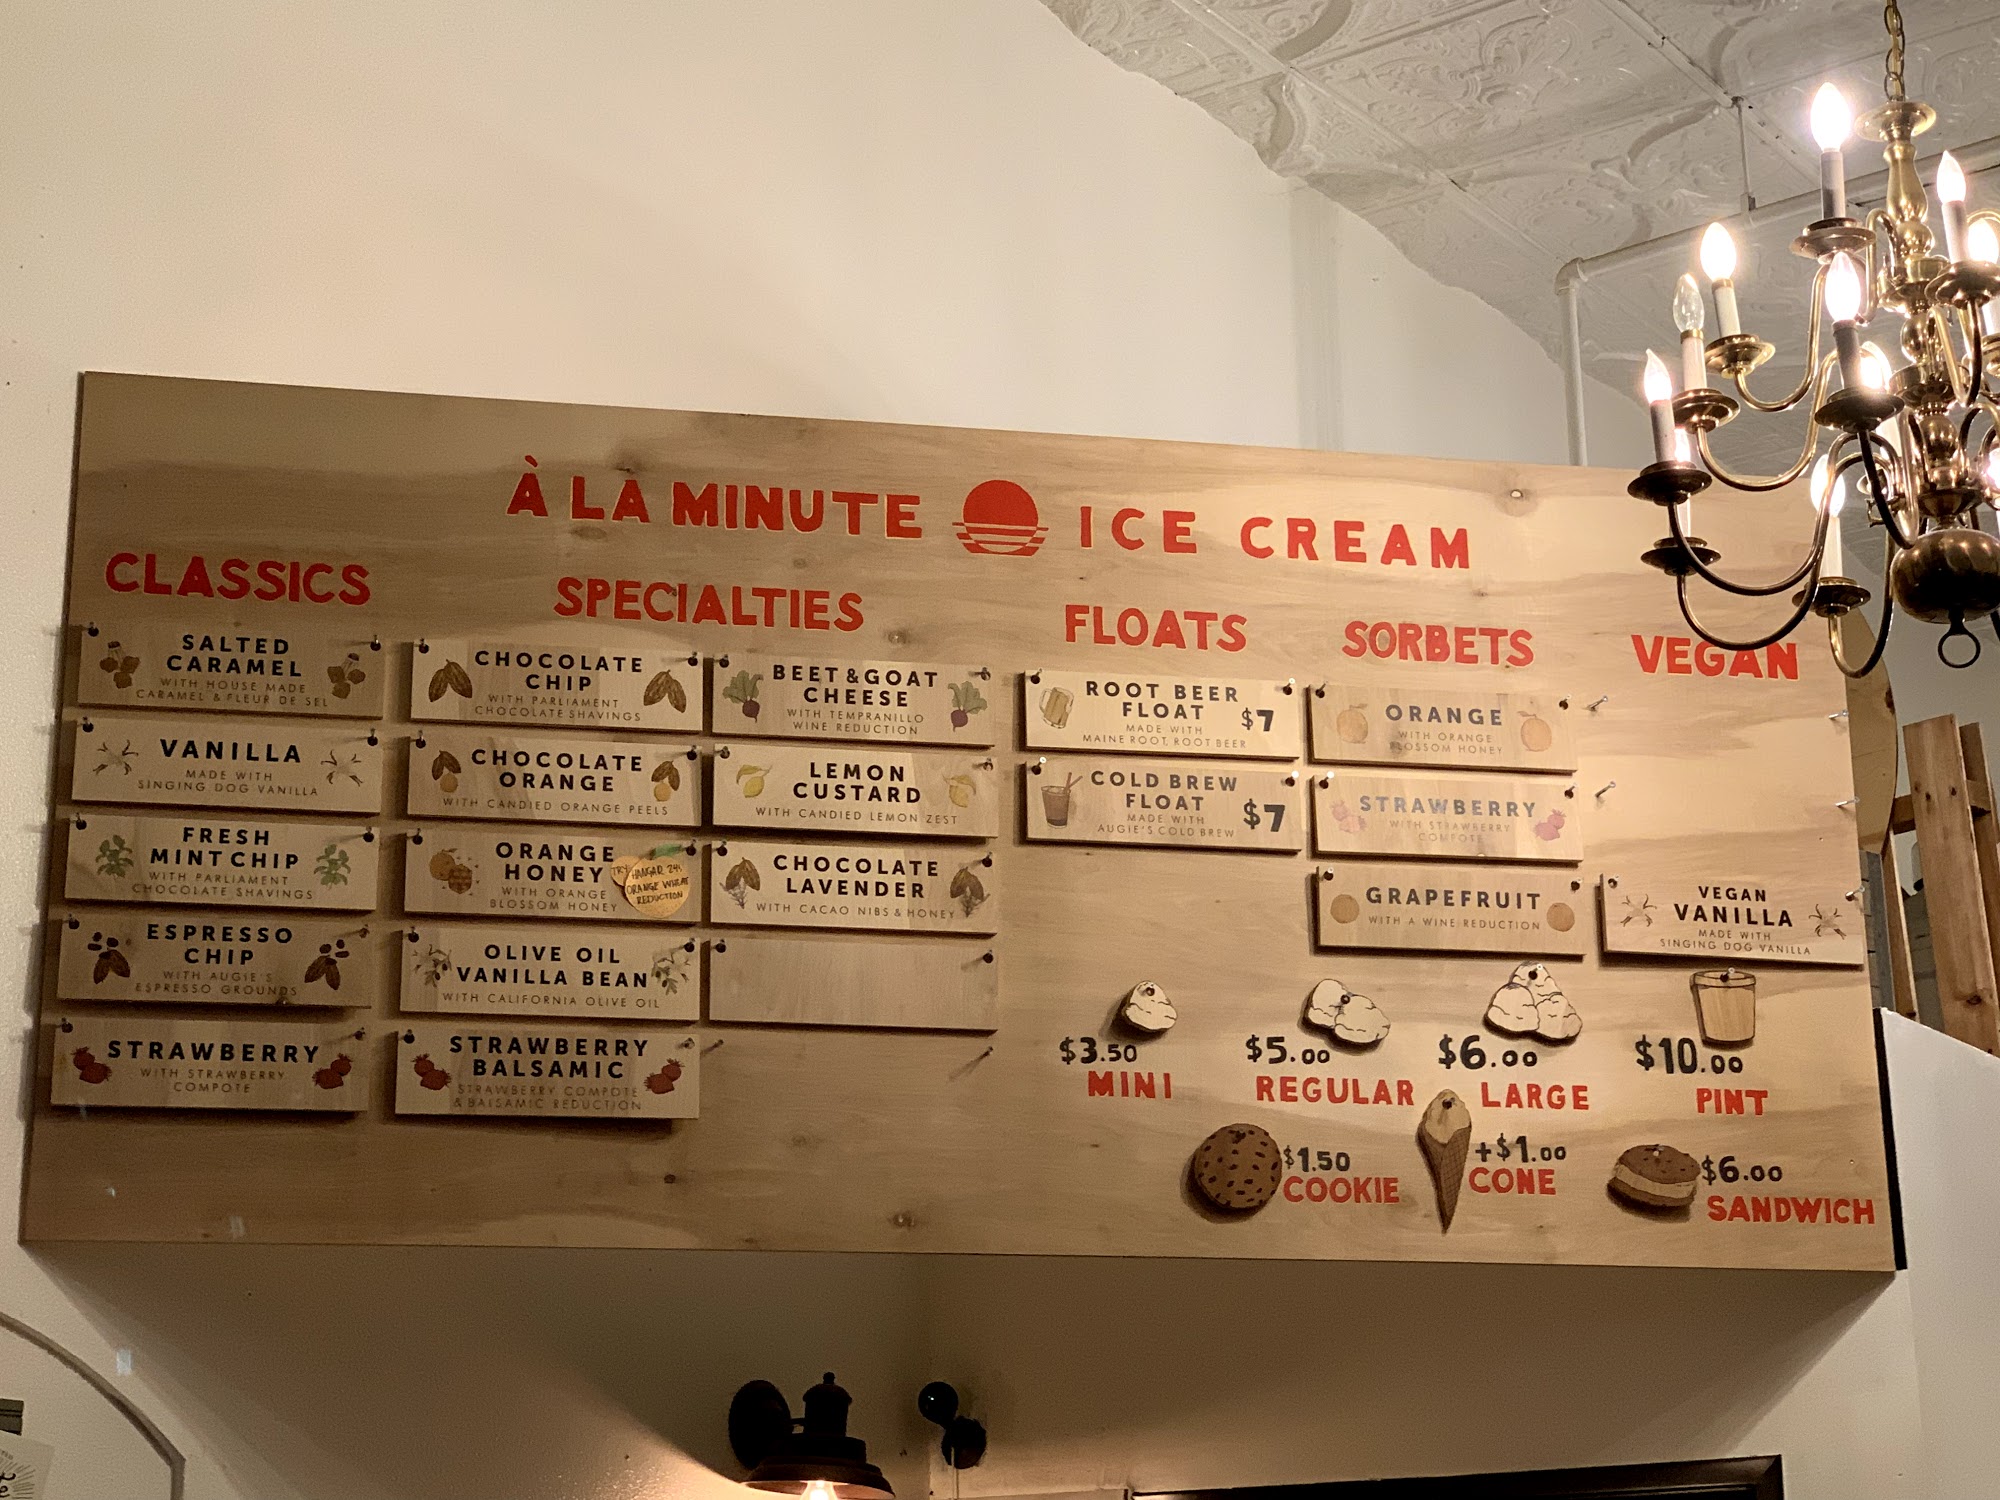 À LA MINUTE ICE CREAM
CLASSICS
SALTED
CARAMEL
WITH HOUSE MADE
CARAMEL & FLEUR DE SEL
VANILLA
MADE WITH
SINGING DOG VANILLA
FRESH
MINT CHIP
WITH PARLIAMENT
CHOCOLATE SHAVINGS
ESPRESSO
CHIP
WITH AUGIE'S
ESPRESSO GROUNDS
STRAWBERRY
WITH STRAWBERRY
COMPOTE
SPECIALTIES
CHOCOLATE
CHIP
WITH PARLIAMENT
CHOCOLATE SHAVINGS
CHOCOLATE
ORANGE
WITH CANDIED ORANGE PEELS
ORANGE
HONEY
WITH ORANGE
BLOSSOM HONEY
TRY HANGAR 24!
ORANGE WHEAT
REDUCTION
OLIVE OIL
VANILLA BEAN
WITH CALIFORNIA OLIVE OIL
STRAWBERRY
BALSAMIC
STRAWBERRY COMPOTE
& BALSAMIC REDUCTION
BEET & GOAT
CHEESE
WITH TEMPRANILLO
WINE REDUCTION
LEMON
CUSTARD
WITH CANDIED LEMON ZEST
CHOCOLATE
LAVENDER
WITH CACAO NIBS & HONEY
FLOATS
ROOT BEER
FLOAT
$7
MADE WITH
MAINE ROOT, ROOT BEER
COLD BREW
FLOAT
$7
MADE WITH
AUGIE'S COLD BREW
SORBETS
ORANGE
WITH ORANGE
BLOSSOM HONEY
STRAWBERRY
WITH STRAWBERRY
COMPOTE
GRAPEFRUIT
WITH A WINE REDUCTION
VEGAN
VEGAN
VANILLA
MADE WITH
SINGING DOG VANILLA
$3.50
MINI
$5.00
REGULAR
$6.00
LARGE
$10.00
PINT
$1.50
COOKIE
+$1.00
CONE
$6.00
SANDWICH